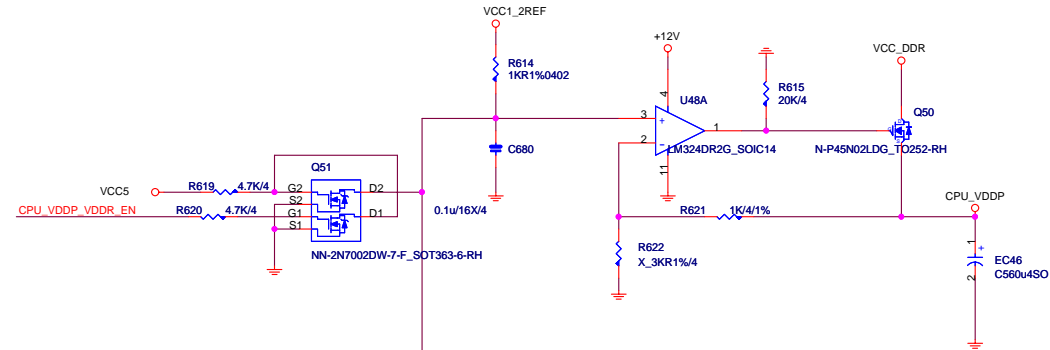 VCC1_2REF
+12V
VCC_DDR
R614
1KR1%0402
R615
20K/4
4
U48A
Q50
3
+
1
2
-
LM324DR2G_SOIC14
N-P45N02LDG_TO252-RH
C680
11
Q51
VCC5
R619
4.7K/4
G2
D2
S2
CPU_VDDP_VDDR_EN
R620
4.7K/4
G1
D1
S1
0.1u/16X/4
NN-2N7002DW-7-F_SOT363-6-RH
R621
1K/4/1%
CPU_VDDP
R622
X_3KR1%/4
1
+
EC46
C560u4SO
2